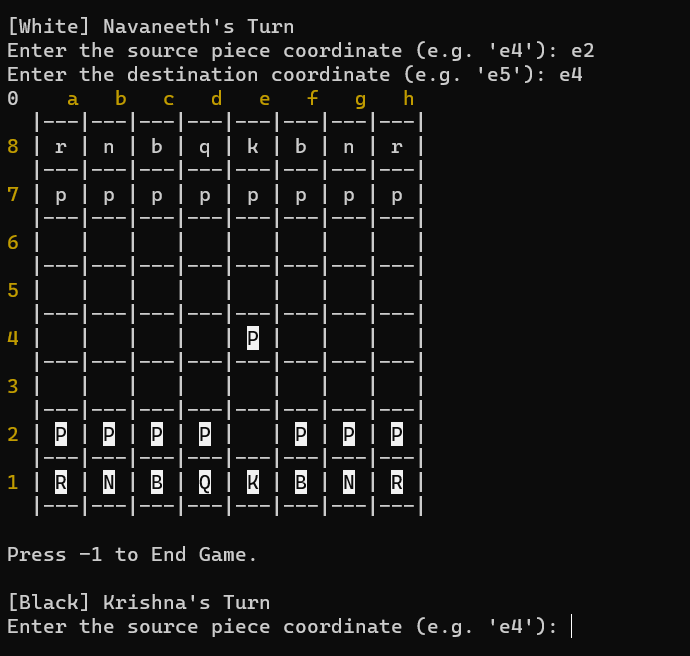 [White] Navaneeth's Turn
Enter the source piece coordinate (e.g. 'e4'): e2
Enter the destination coordinate (e.g. 'e5'): e4
0    a   b   c   d   e   f   g   h
  |---|---|---|---|---|---|---|---|
8 | r | n | b | q | k | b | n | r |
  |---|---|---|---|---|---|---|---|
7 | p | p | p | p | p | p | p | p |
  |---|---|---|---|---|---|---|---|
6 |   |   |   |   |   |   |   |   |
  |---|---|---|---|---|---|---|---|
5 |   |   |   |   |   |   |   |   |
  |---|---|---|---|---|---|---|---|
4 |   |   |   |   | P |   |   |   |
  |---|---|---|---|---|---|---|---|
3 |   |   |   |   |   |   |   |   |
  |---|---|---|---|---|---|---|---|
2 | P | P | P | P |   | P | P | P |
  |---|---|---|---|---|---|---|---|
1 | R | N | B | Q | K | B | N | R |
  |---|---|---|---|---|---|---|---|
Press -1 to End Game.
[Black] Krishna's Turn
Enter the source piece coordinate (e.g. 'e4'):